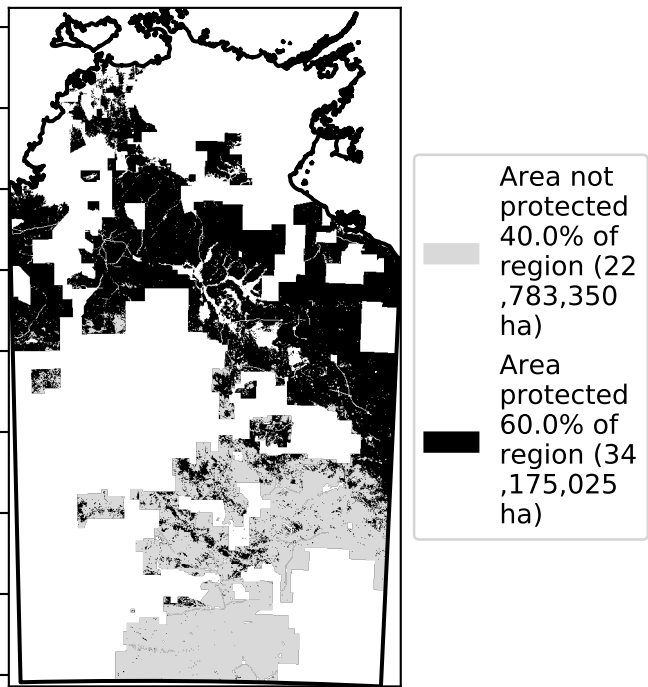 Area not
protected
40.0% of
region (22
,783,350
ha)
Area
protected
60.0% of
region (34
,175,025
ha)